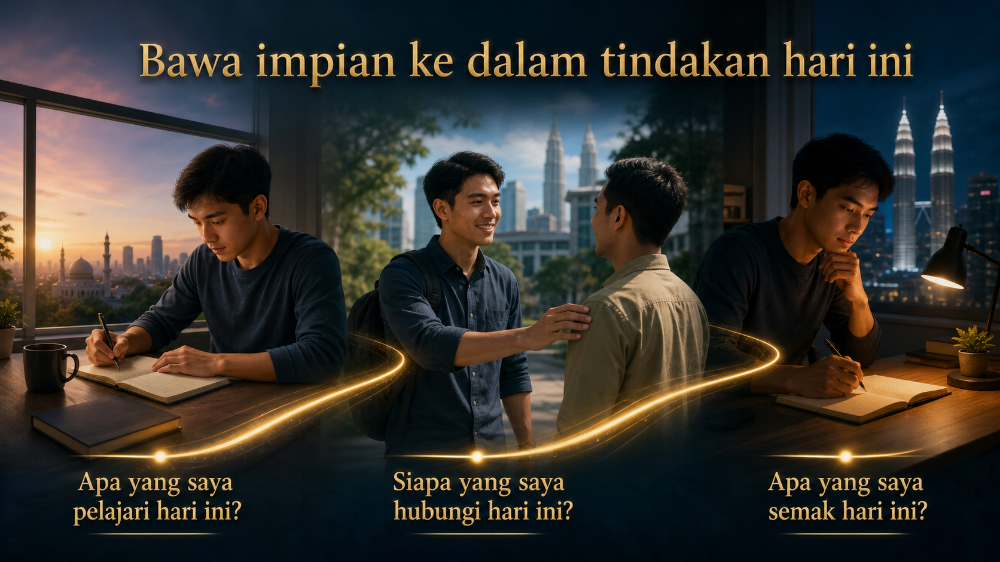 Bawa impian ke dalam tindakan hari ini
Apa yang saya
pelajari hari ini?
Siapa yang saya
hubungi hari ini?
Apa yang saya
semak hari ini?